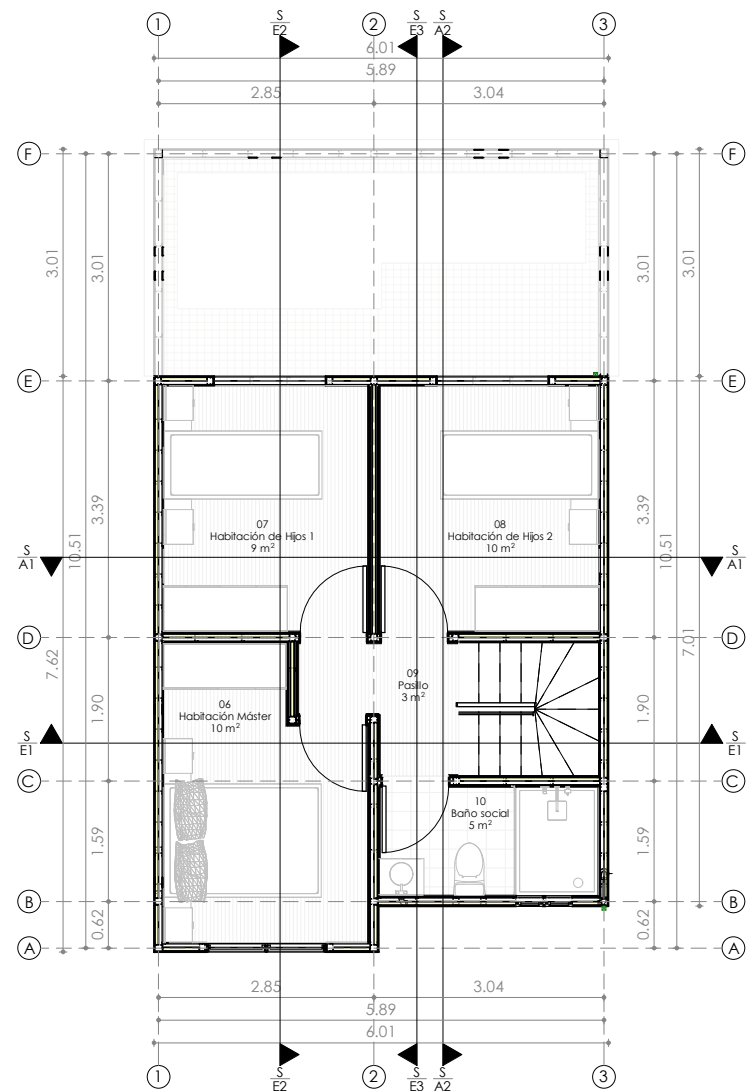 1
S
E2
2
S
E3
S
A2
3
6.01
5.89
2.85
3.04
F
F
3.01
3.01
3.01
3.01
E
E
07
Habitación de Hijos 1
9 m²
08
Habitación de Hijos 2
10 m²
3.39
10.51
3.39
10.51
S
A1
S
A1
D
D
7.62
7.01
09
Pasillo
3 m²
06
Habitación Máster
10 m²
1.90
1.90
S
E1
S
E1
C
C
10
Baño social
5 m²
1.59
1.59
B
B
0.62
0.62
A
A
2.85
3.04
5.89
6.01
1
S
E2
2
S
E3
S
A2
3